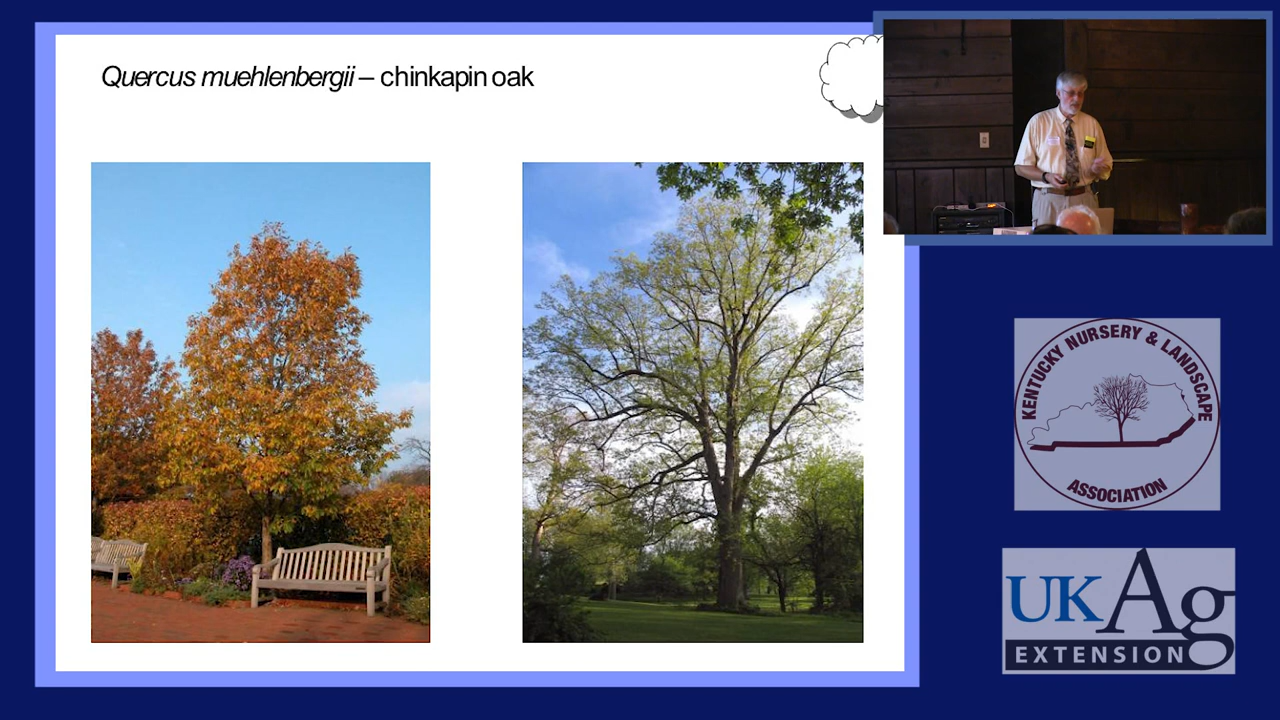 Quercus muehlenbergii – chinkapin oak
KENTUCKY NURSERY & LANDSCAPE
ASSOCIATION
UKAg
EXTENSION